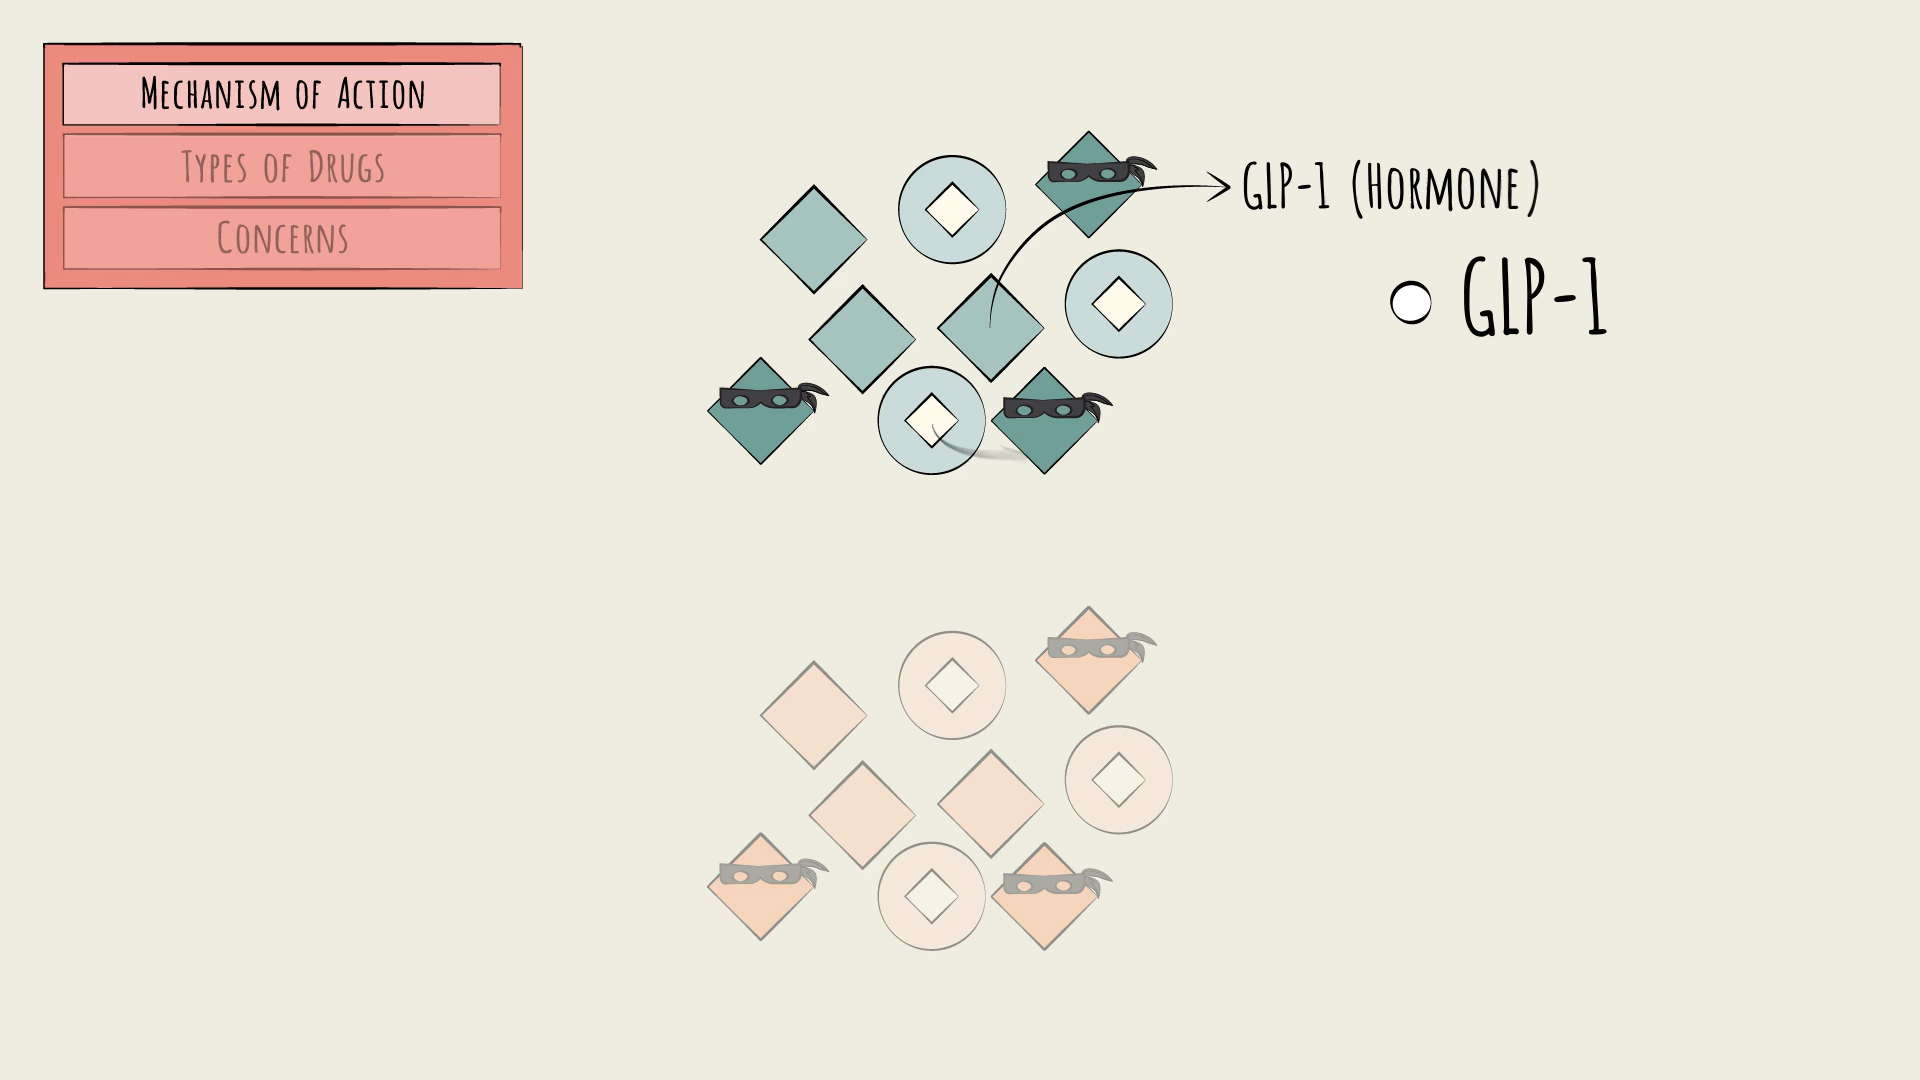 Mechanism of Action
Types of Drugs
Concerns
GLP-1 (Hormone)
GLP-1